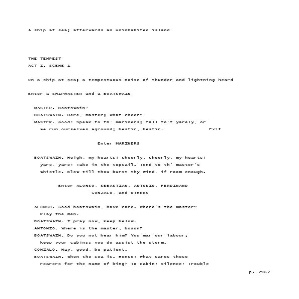 A ship at sea; afterwards an uninhabited island
THE TEMPEST
ACT I. SCENE 1
On a ship at sea; a tempestuous noise of thunder and lightning heard
Enter a SHIPMASTER and a BOATSWAIN
MASTER. Boatswain!
BOATSWAIN. Here, master; what cheer?
MASTER. Good! Speak to th' mariners; fall to't yarely, or
we run ourselves aground; bestir, bestir. Exit
Enter MARINERS
BOATSWAIN. Heigh, my hearts! cheerly, cheerly, my hearts!
yare, yare! Take in the topsail. Tend to th' master's
whistle. Blow till thou burst thy wind, if room enough.
Enter ALONSO, SEBASTIAN, ANTONIO, FERDINAND
GONZALO, and OTHERS
ALONSO. Good boatswain, have care. Where's the master?
Play the men.
BOATSWAIN. I pray now, keep below.
ANTONIO. Where is the master, boson?
BOATSWAIN. Do you not hear him? You mar our labour;
keep your cabins; you do assist the storm.
GONZALO. Nay, good, be patient.
BOATSWAIN. When the sea is. Hence! What cares these
roarers for the name of king? To cabin! silence! Trouble